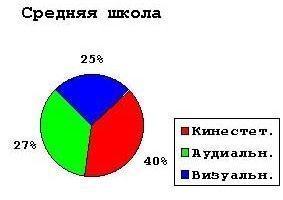 Средняя школа
25%
27%
40%
Кинестет.
Аудиальн.
Визуальн.